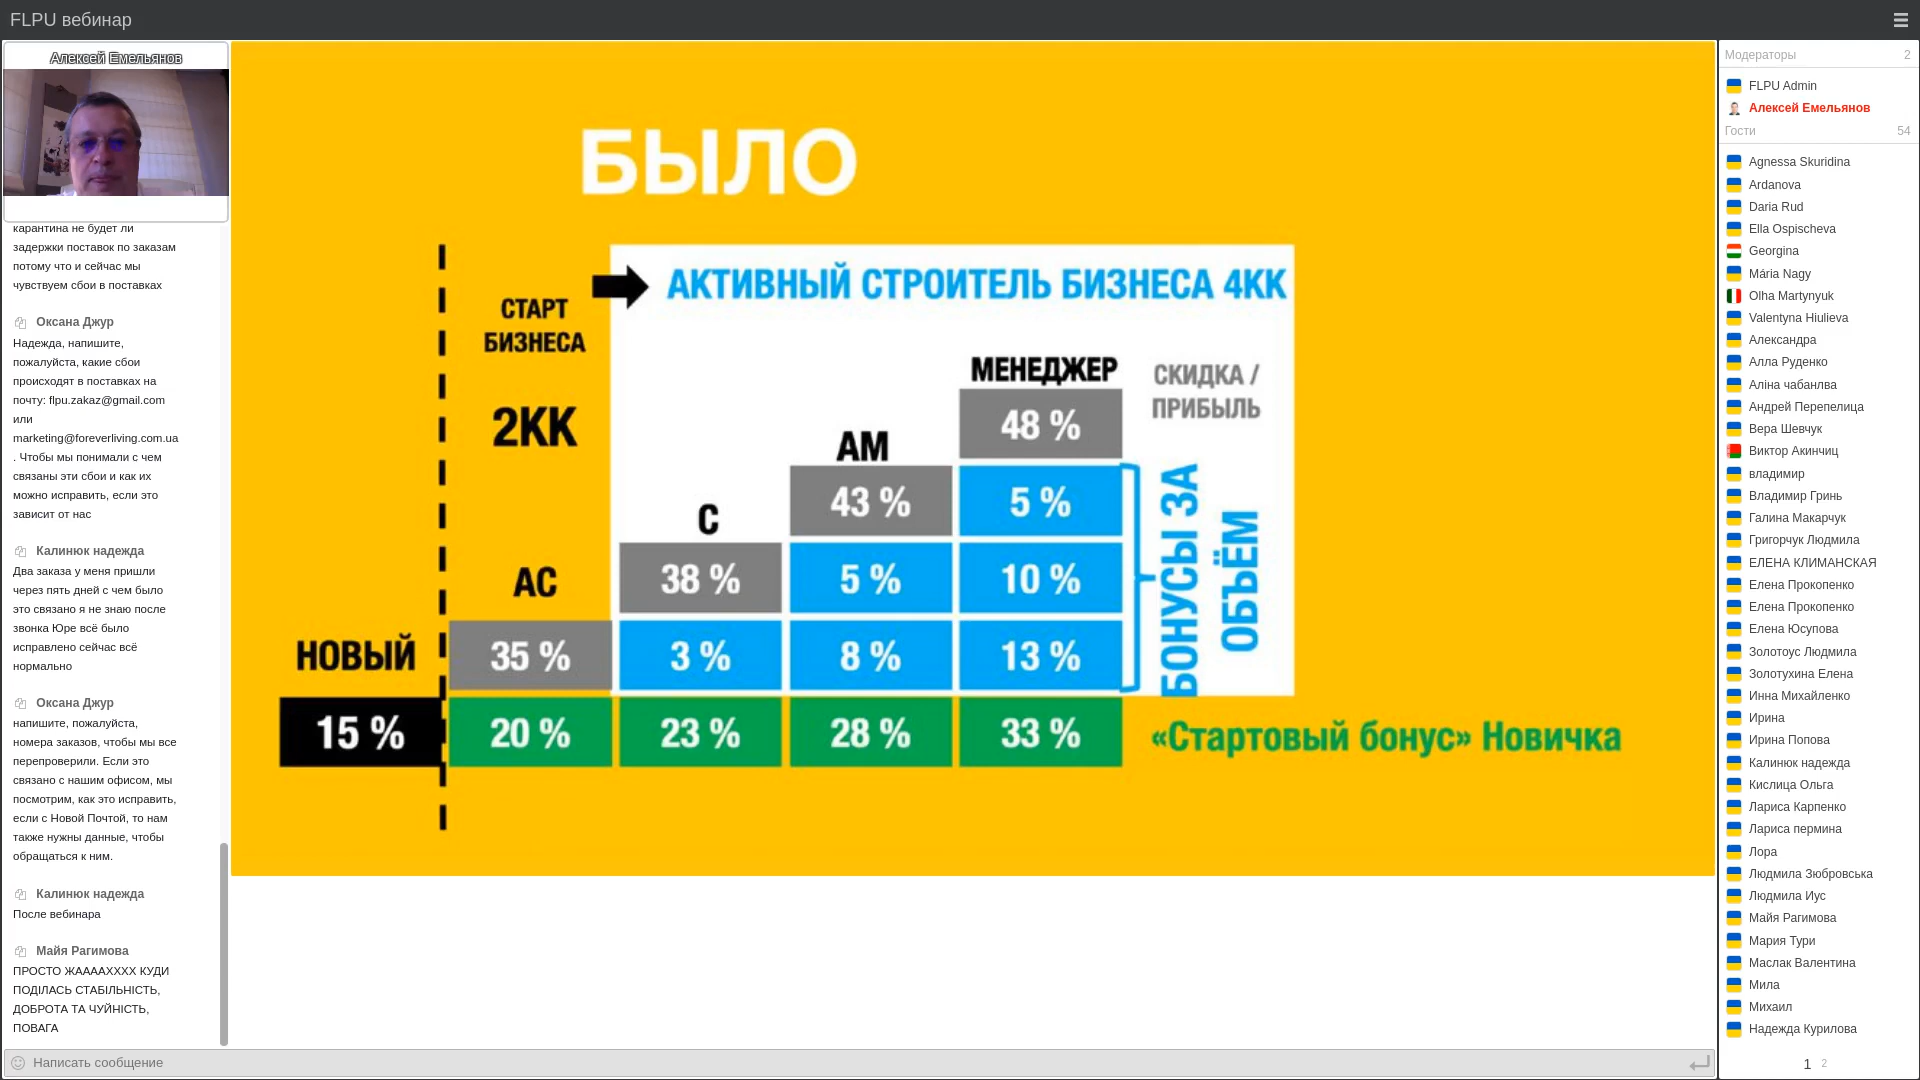 FLPU вебинар
Алексей Емельянов
карантина не будет ли
задержки поставок по заказам
потому что и сейчас мы
чувствуем сбои в поставках
Оксана Джур
Надежда, напишите,
пожалуйста, какие сбои
происходят в поставках на
почту: flpu.zakaz@gmail.com
или
marketing@foreverliving.com.ua
. Чтобы мы понимали с чем
связаны эти сбои и как их
можно исправить, если это
зависит от нас
Калинюк надежда
Два заказа у меня пришли
через пять дней с чем было
это связано я не знаю после
звонка Юре всё было
исправлено сейчас всё
нормально
Оксана Джур
напишите, пожалуйста,
номера заказов, чтобы мы все
перепроверили. Если это
связано с нашим офисом, мы
посмотрим, как это исправить,
если с Новой Почтой, то нам
также нужны данные, чтобы
обращаться к ним.
Калинюк надежда
После вебинара
Майя Рагимова
ПРОСТО ЖААААХХХХ КУДИ
ПОДІЛАСЬ СТАБІЛЬНІСТЬ,
ДОБРОТА ТА ЧУЙНІСТЬ,
ПОВАГА
Написать сообщение
БЫЛО
АКТИВНЫЙ СТРОИТЕЛЬ БИЗНЕСА 4КК
СТАРТ
БИЗНЕСА
2КК
МЕНЕДЖЕР
СКИДКА /
ПРИБЫЛЬ
48 %
АМ
43 %
5 %
С
38 %
5 %
10 %
АС
НОВЫЙ
35 %
3 %
8 %
13 %
БОНУСЫ ЗА
ОБЪЁМ
15 %
20 %
23 %
28 %
33 %
«Стартовый бонус» Новичка
Модераторы 2
FLPU Admin
Алексей Емельянов
Гости 54
Agnessa Skuridina
Ardanova
Daria Rud
Ella Ospischeva
Georgina
Mária Nagy
Olha Martynyuk
Valentyna Hiulieva
Александра
Алла Руденко
Аліна чабанлва
Андрей Перепелица
Вера Шевчук
Виктор Акинчиц
владимир
Владимир Гринь
Галина Макарчук
Григорчук Людмила
ЕЛЕНА КЛИМАНСКАЯ
Елена Прокопенко
Елена Прокопенко
Елена Юсупова
Золотоус Людмила
Золотухина Елена
Инна Михайленко
Ирина
Ирина Попова
Калинюк надежда
Кислица Ольга
Лариса Карпенко
Лариса пермина
Лора
Людмила Зюбровська
Людмила Иус
Майя Рагимова
Мария Тури
Маслак Валентина
Мила
Михаил
Надежда Курилова
1 2